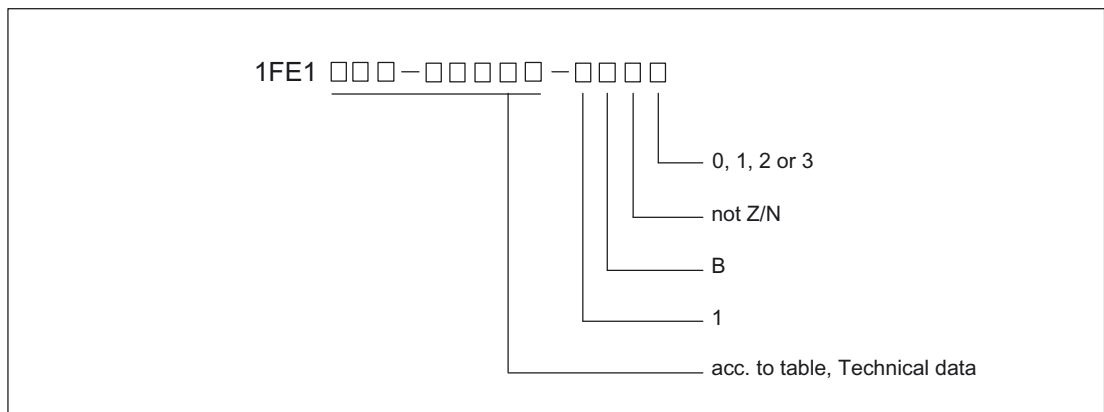 1FE1 □□□–□□□□□–□□□□
0, 1, 2 or 3
not Z/N
B
1
acc. to table, Technical data